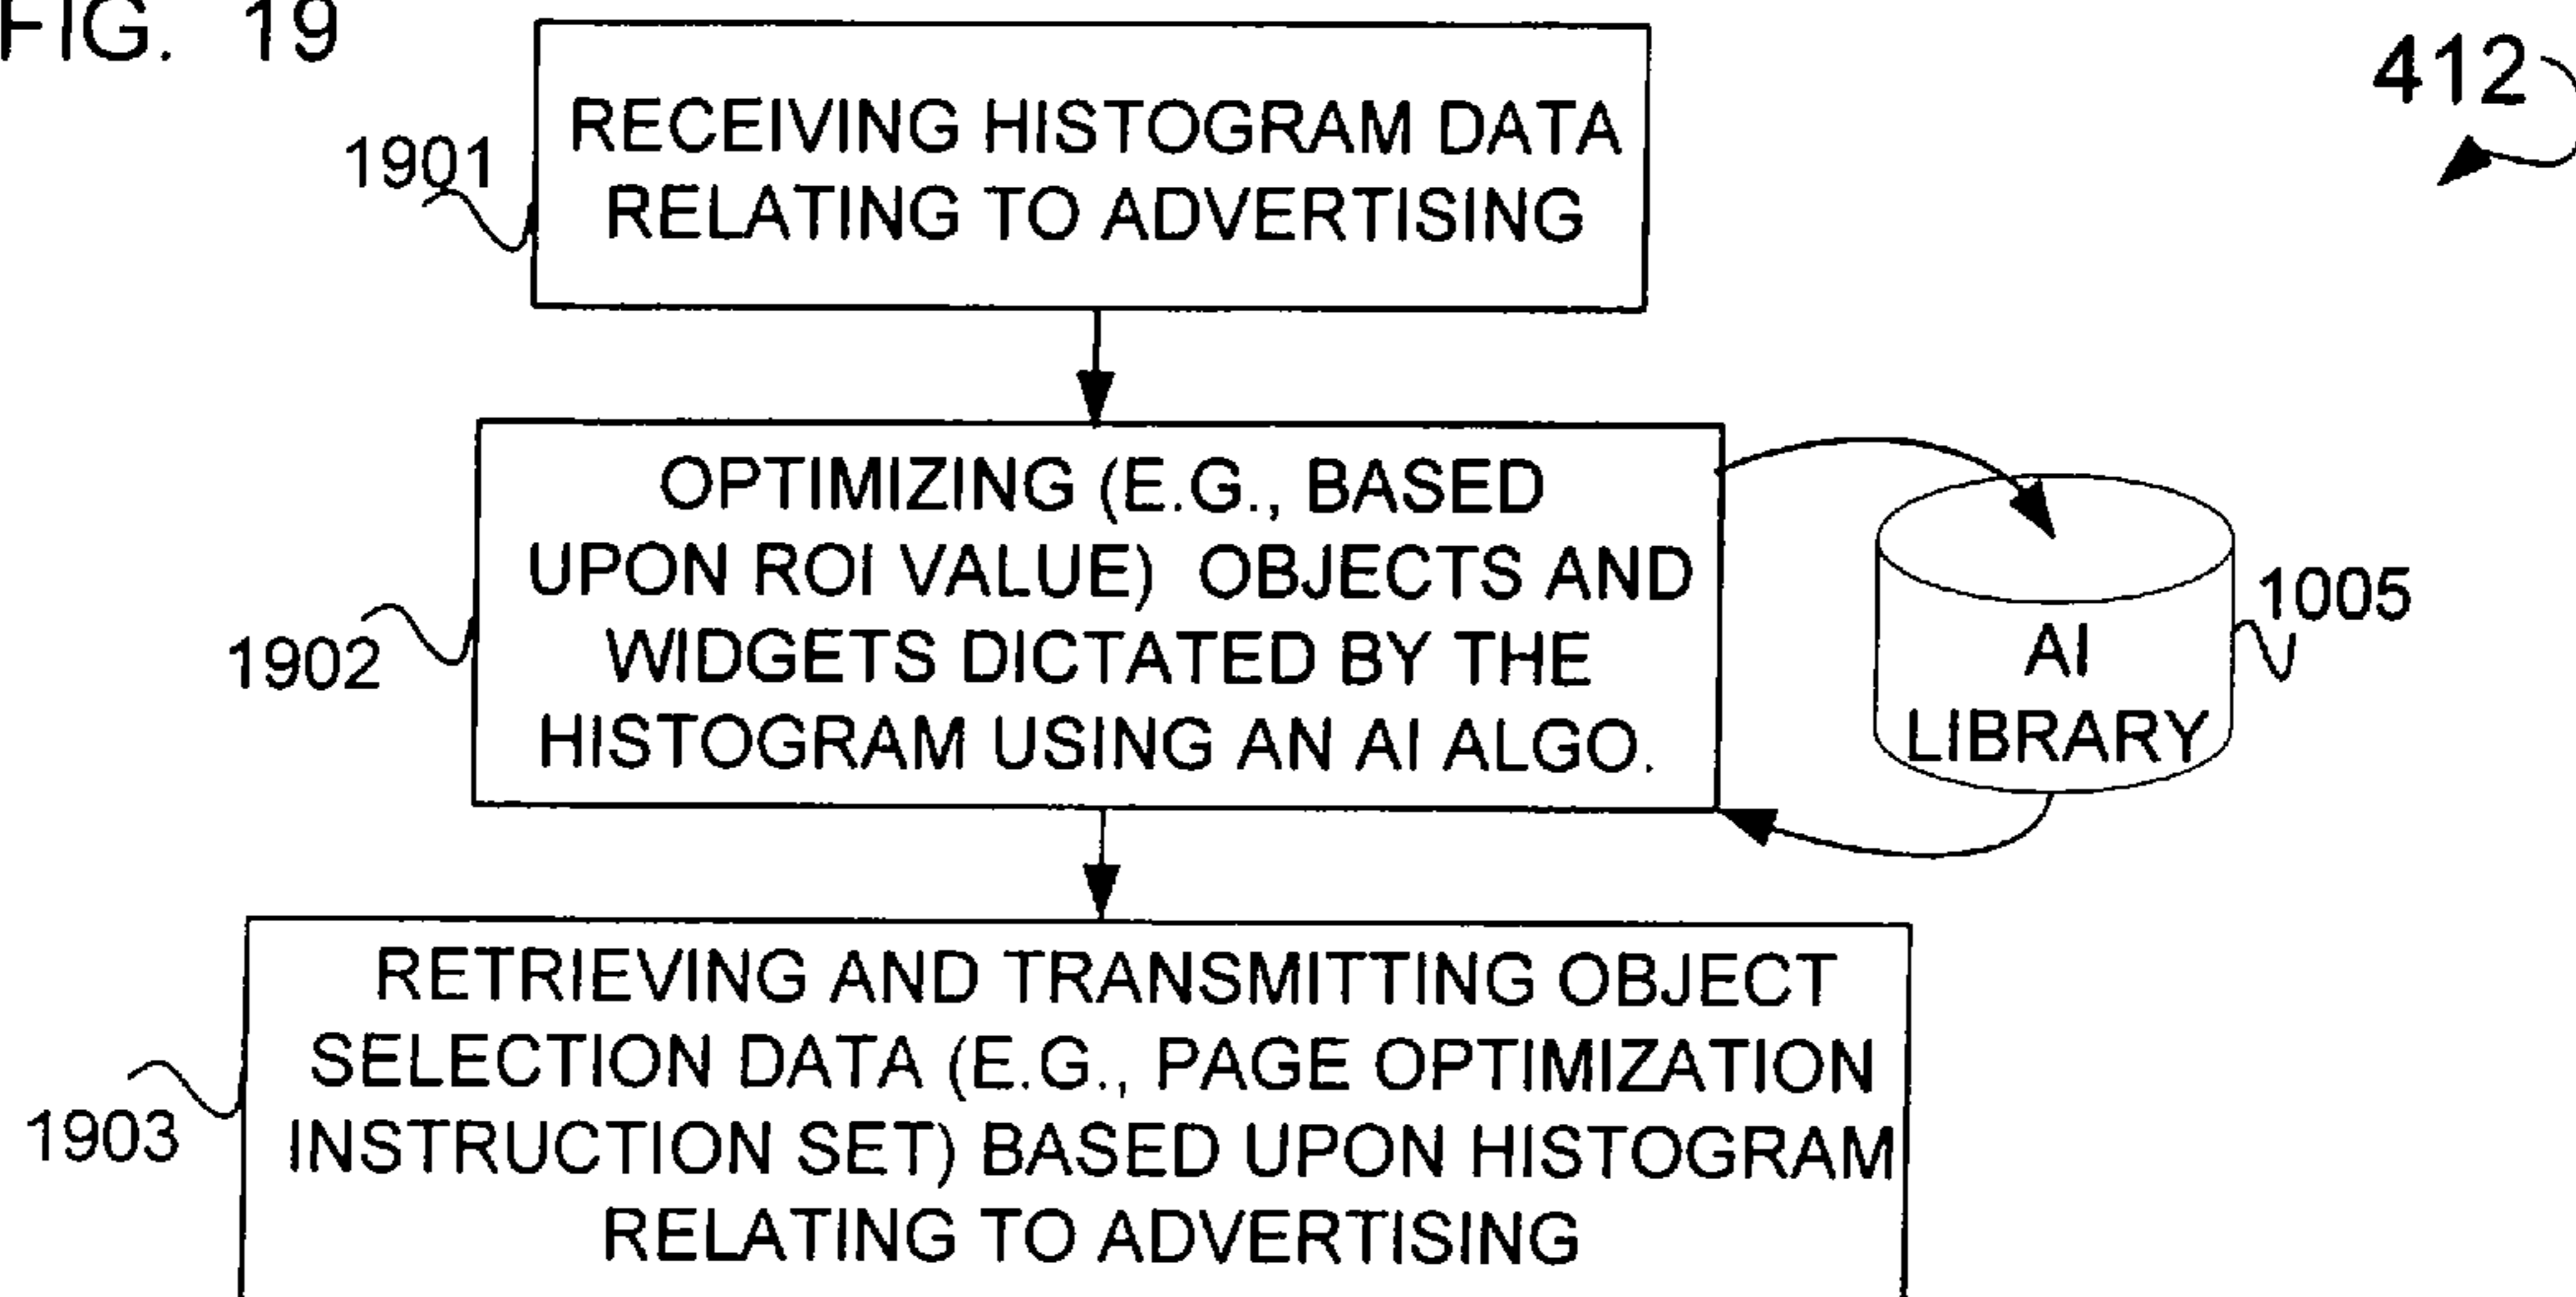 FIG. 19
412
1901
RECEIVING HISTOGRAM DATA
RELATING TO ADVERTISING
1902
OPTIMIZING (E.G., BASED
UPON ROI VALUE) OBJECTS AND
WIDGETS DICTATED BY THE
HISTOGRAM USING AN AI ALGO.
1005
AI
LIBRARY
1903
RETRIEVING AND TRANSMITTING OBJECT
SELECTION DATA (E.G., PAGE OPTIMIZATION
INSTRUCTION SET) BASED UPON HISTOGRAM
RELATING TO ADVERTISING